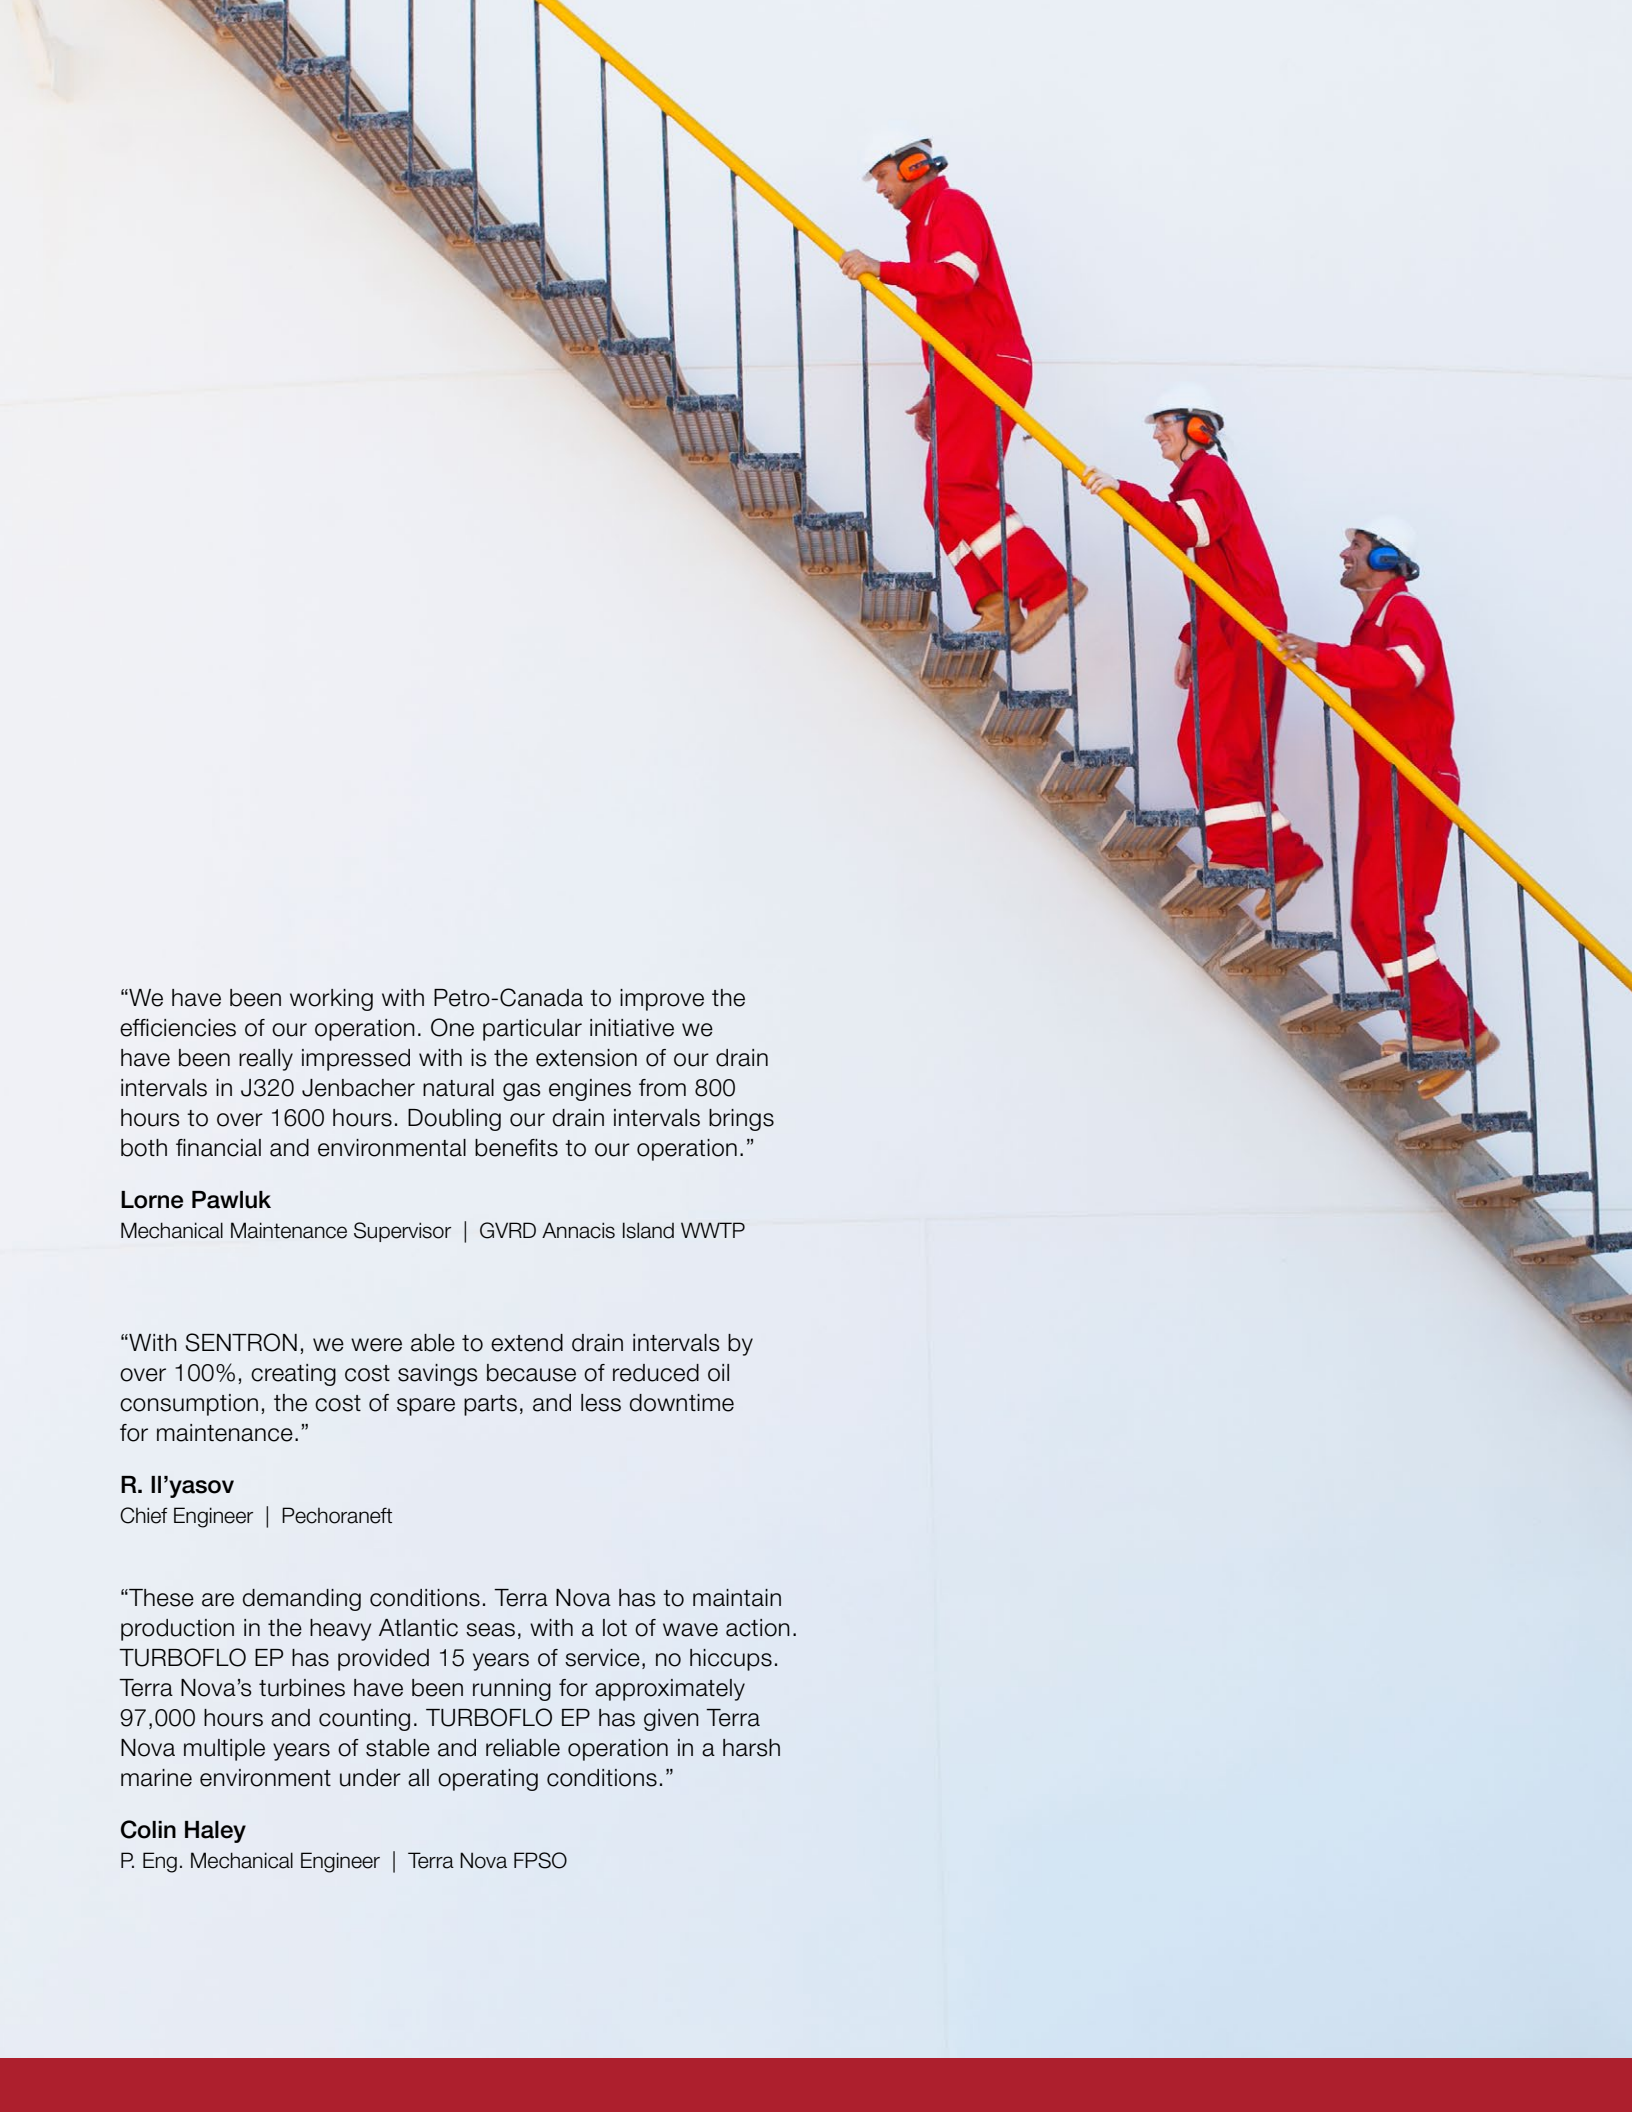 “We have been working with Petro-Canada to improve the
efficiencies of our operation. One particular initiative we
have been really impressed with is the extension of our drain
intervals in J320 Jenbacher natural gas engines from 800
hours to over 1600 hours. Doubling our drain intervals brings
both financial and environmental benefits to our operation.”
Lorne Pawluk
Mechanical Maintenance Supervisor | GVRD Annacis Island WWTP
“With SENTRON, we were able to extend drain intervals by
over 100%, creating cost savings because of reduced oil
consumption, the cost of spare parts, and less downtime
for maintenance.”
R. Il’yasov
Chief Engineer | Pechoraneft
“These are demanding conditions. Terra Nova has to maintain
production in the heavy Atlantic seas, with a lot of wave action.
TURBOFLO EP has provided 15 years of service, no hiccups.
Terra Nova’s turbines have been running for approximately
97,000 hours and counting. TURBOFLO EP has given Terra
Nova multiple years of stable and reliable operation in a harsh
marine environment under all operating conditions.”
Colin Haley
P. Eng. Mechanical Engineer | Terra Nova FPSO